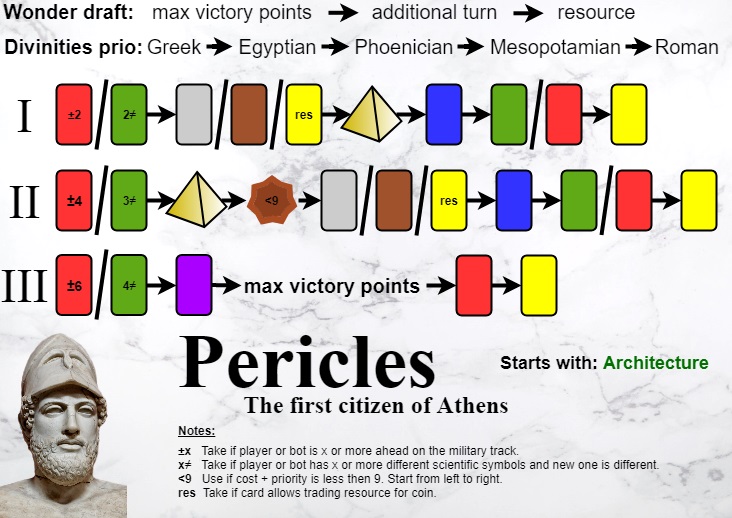 Wonder draft: max victory points additional turn resource
Divinities prio: Greek Egyptian Phoenician Mesopotamian Roman
I ±2 2≠ res
II ±4 3≠ <9 res
III ±6 4≠ max victory points
Pericles
Starts with: Architecture
The first citizen of Athens
Notes:
±x Take if player or bot is x or more ahead on the military track.
x≠ Take if player or bot has x or more different scientific symbols and new one is different.
<9 Use if cost + priority is less then 9. Start from left to right.
res Take if card allows trading resource for coin.